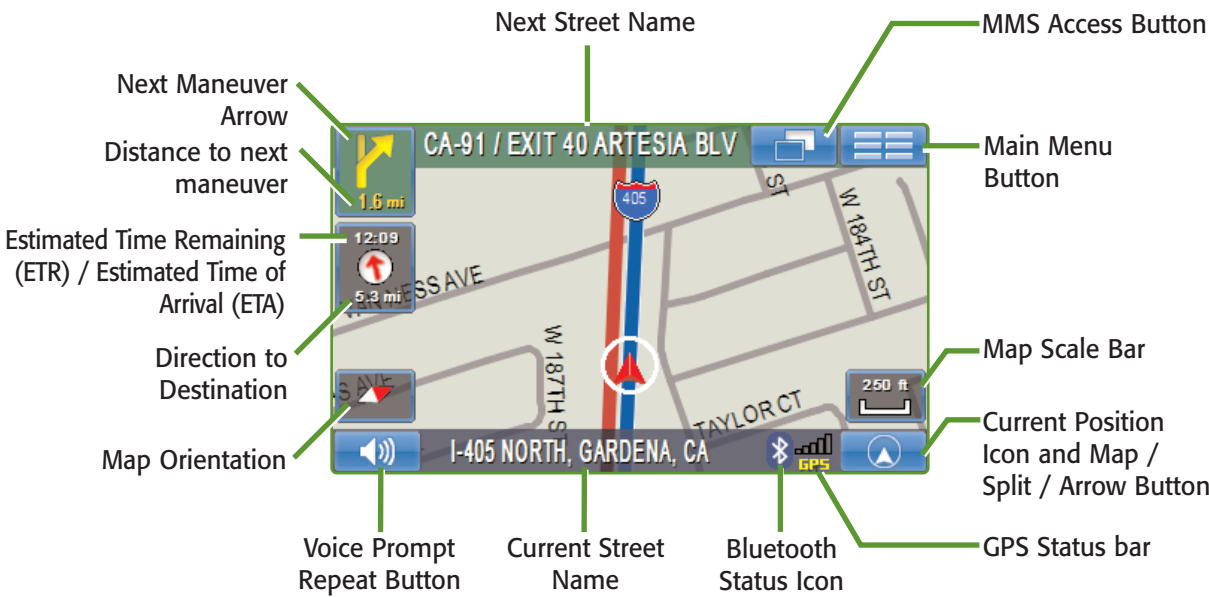 Next Street Name
MMS Access Button
Next Maneuver
Arrow
Distance to next
maneuver
Main Menu
Button
Estimated Time Remaining
(ETR) / Estimated Time of
Arrival (ETA)
Direction to
Destination
Map Orientation
Map Scale Bar
Current Position
Icon and Map /
Split / Arrow Button
GPS Status bar
Voice Prompt
Repeat Button
Current Street
Name
Bluetooth
Status Icon
CA-91 / EXIT 40 ARTESIA BLV
1.6 mi
12:09
5.3 mi
405
ST
W 184TH ST
NESS AVE
W 187TH ST
S AVE
TAYLOR CT
250 ft
I-405 NORTH, GARDENA, CA
GPS